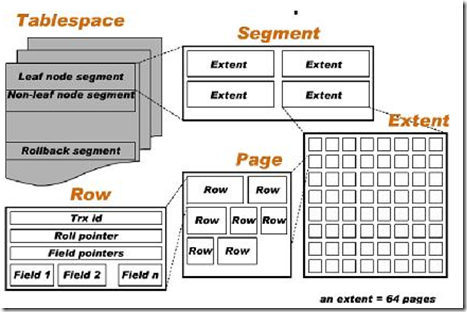 Tablespace
Leaf node segment
Non-leaf node segment
Rollback segment
Segment
Extent
Extent
Extent
Extent
Extent
an extent = 64 pages
Page
Row
Row
Row
Row
Row
Row
Row
Row
Trx id
Roll pointer
Field pointers
Field 1
Field 2
Field n